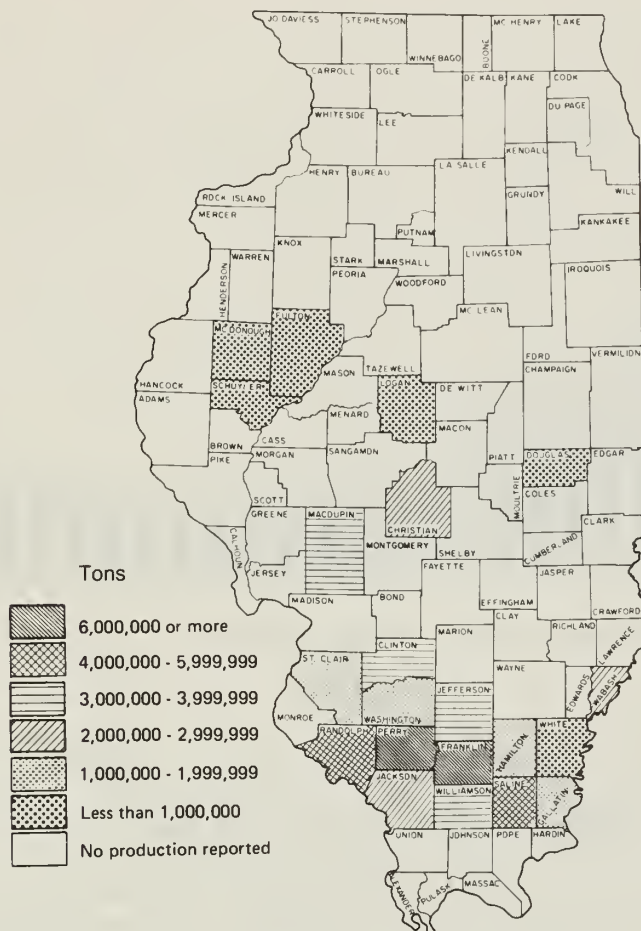 JO DAVIESS
STEPHENSON
WINNEBAGO
BOONE
MC HENRY
LAKE
CARROLL
OGLE
DE KALB
KANE
COOK
DU PAGE
WHITESIDE
LEE
KENDALL
LA SALLE
HENRY
BUREAU
GRUNDY
WILL
ROCK ISLAND
MERCER
PUTNAM
KANKAKEE
KNOX
STARK
MARSHALL
LIVINGSTON
HENDERSON
WARREN
PEORIA
WOODFORD
IROQUOIS
MC LEAN
FULTON
MCDONOUGH
TAZEWELL
MASON
LOGAN
FORD
VERMILION
CHAMPAIGN
HANCOCK
SCHUYLER
DE WITT
ADAMS
MENARD
MACON
BROWN
CASS
SANGAMON
PIATT
DOUGLAS
EDGAR
PIKE
MORGAN
MOULTRIE
COLES
SCOTT
CHRISTIAN
GREENE
MACOUPIN
MONTGOMERY
SHELBY
CUMBERLAND
CLARK
CALHOUN
JERSEY
FAYETTE
JASPER
MADISON
BOND
EFFINGHAM
CRAWFORD
CLAY
RICHLAND
LAWRENCE
CLINTON
MARION
ST. CLAIR
WAYNE
EDWARDS
WABASH
JEFFERSON
MONROE
WASHINGTON
RANDOLPH
PERRY
FRANKLIN
HAMILTON
WHITE
JACKSON
WILLIAMSON
SALINE
GALLATIN
UNION
JOHNSON
POPE
HARDIN
ALEXANDER
PULASKI
MASSAC
Tons
6,000,000 or more
4,000,000 - 5,999,999
3,000,000 - 3,999,999
2,000,000 - 2,999,999
1,000,000 - 1,999,999
Less than 1,000,000
No production reported